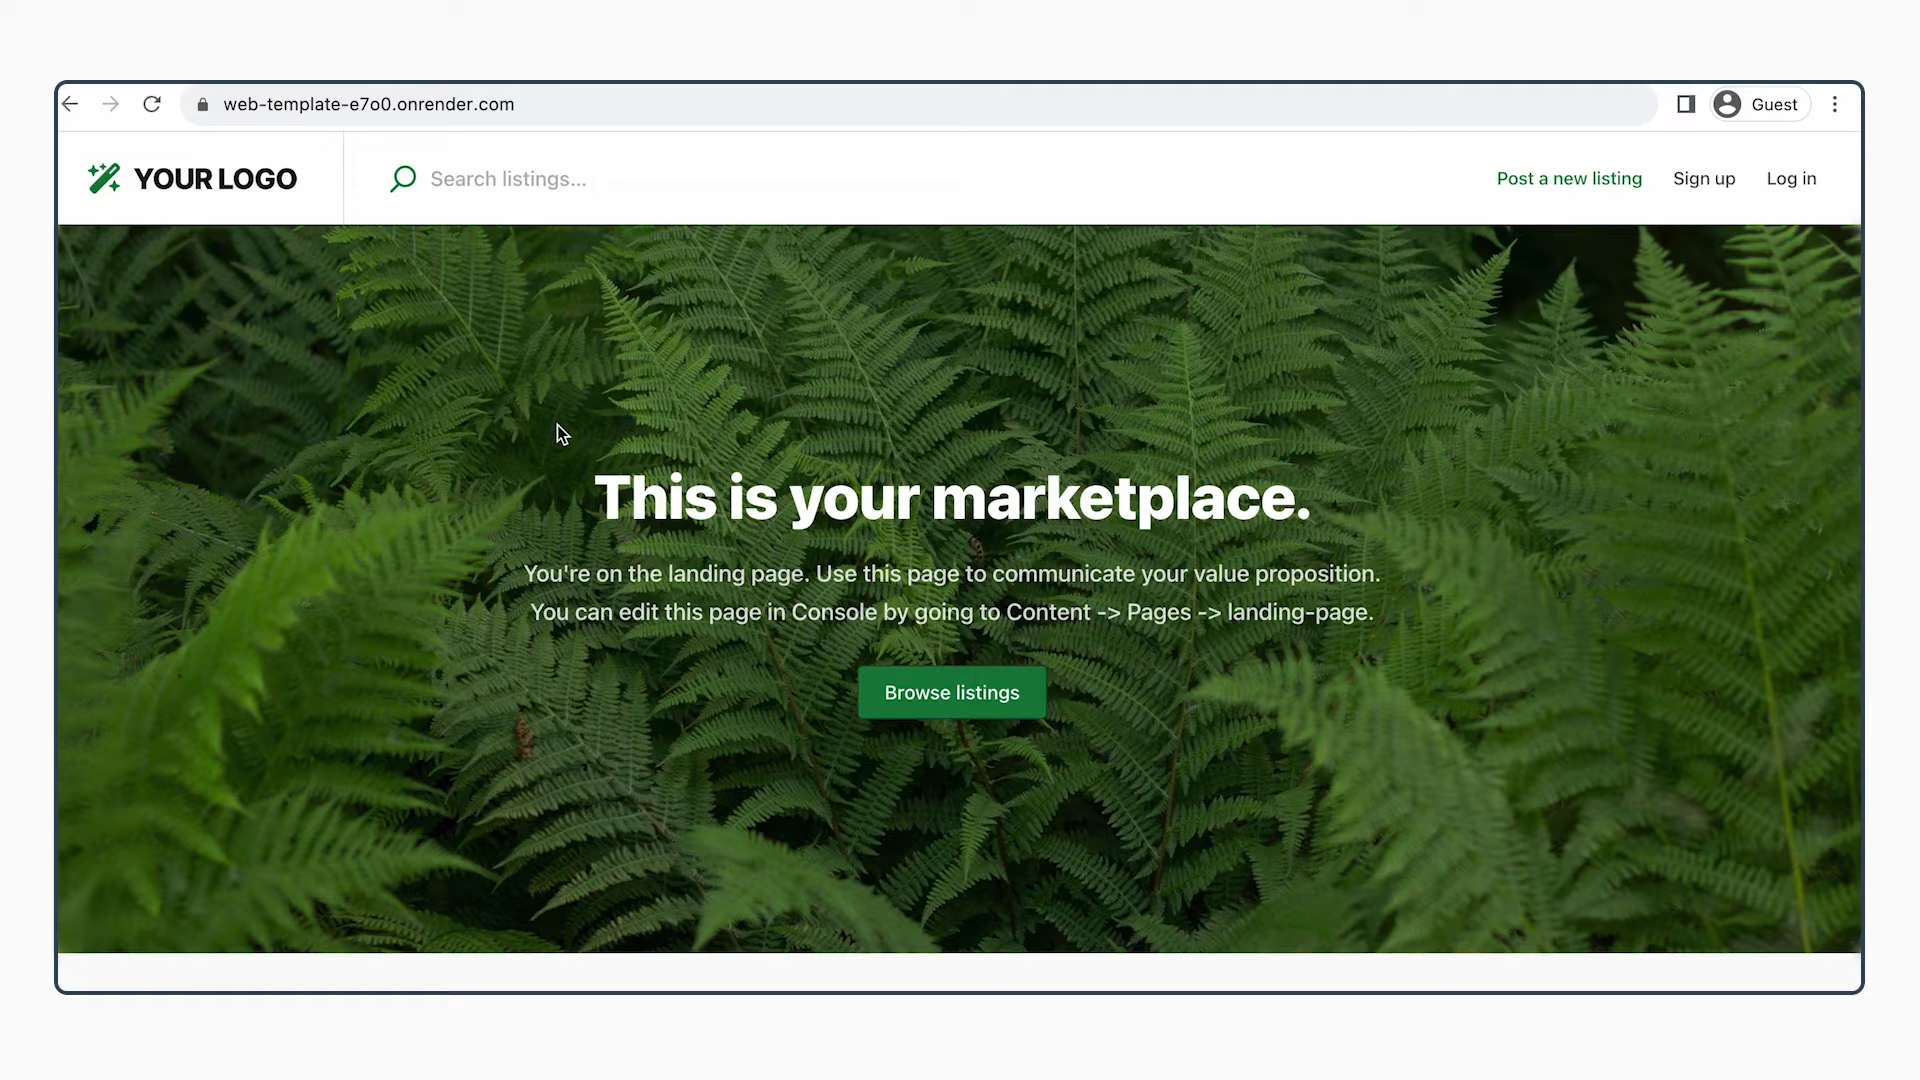 web-template-e7o0.onrender.com
Guest
YOUR LOGO
Search listings...
Post a new listing
Sign up
Log in
This is your marketplace.
You're on the landing page. Use this page to communicate your value proposition.
You can edit this page in Console by going to Content -> Pages -> landing-page.
Browse listings